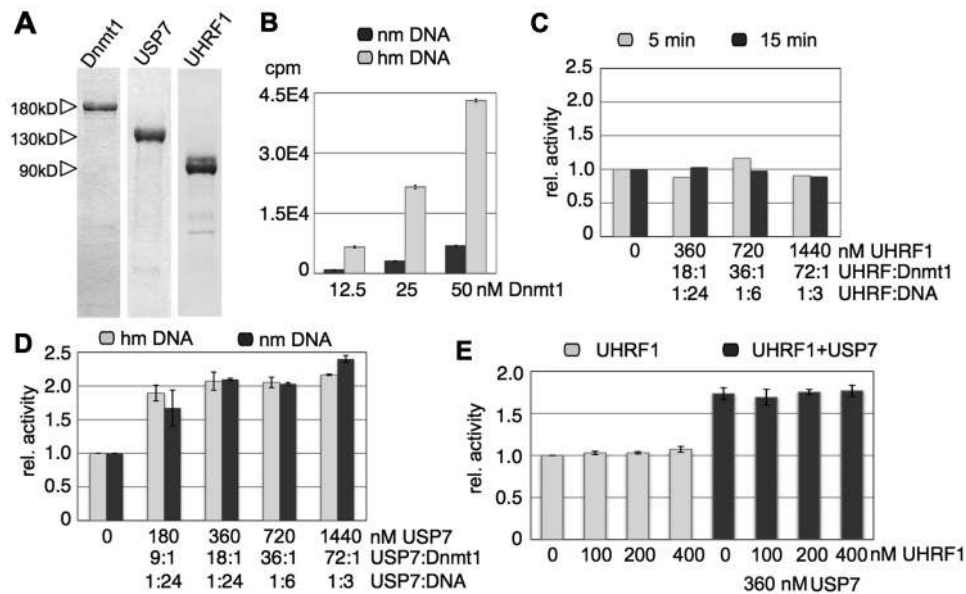 A
Dnmt1
USP7
UHRF1
180kD
130kD
90kD
B
nm DNA
hm DNA
cpm
4.5E4
3.0E4
1.5E4
0
12.5 25 50 nM Dnmt1
C
5 min 15 min
rel. activity
2.5
2.0
1.5
1.0
0.5
0
0 360 720 1440 nM UHRF1
18:1 36:1 72:1 UHRF:Dnmt1
1:24 1:6 1:3 UHRF:DNA
D
hm DNA nm DNA
rel. activity
2.5
2.0
1.5
1.0
0.5
0
0 180 360 720 1440 nM USP7
9:1 18:1 36:1 72:1 USP7:Dnmt1
1:24 1:24 1:6 1:3 USP7:DNA
E
UHRF1 UHRF1+USP7
rel. activity
2.0
1.5
1.0
0.5
0
0 100 200 400 0 100 200 400 nM UHRF1
360 nM USP7